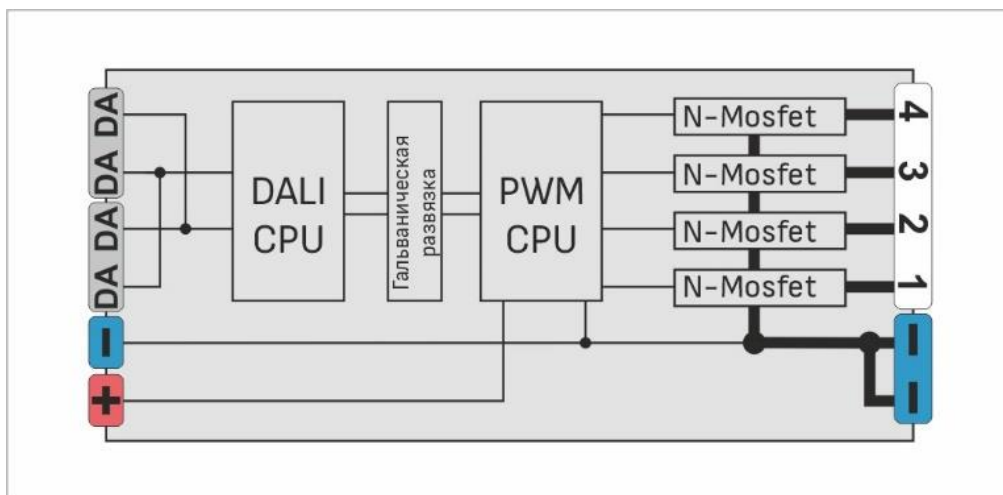 DA
DA
DA
DA
−
+
DALI
CPU
Гальваническая
развязка
PWM
CPU
N-Mosfet
N-Mosfet
N-Mosfet
N-Mosfet
4
3
2
1
−
−